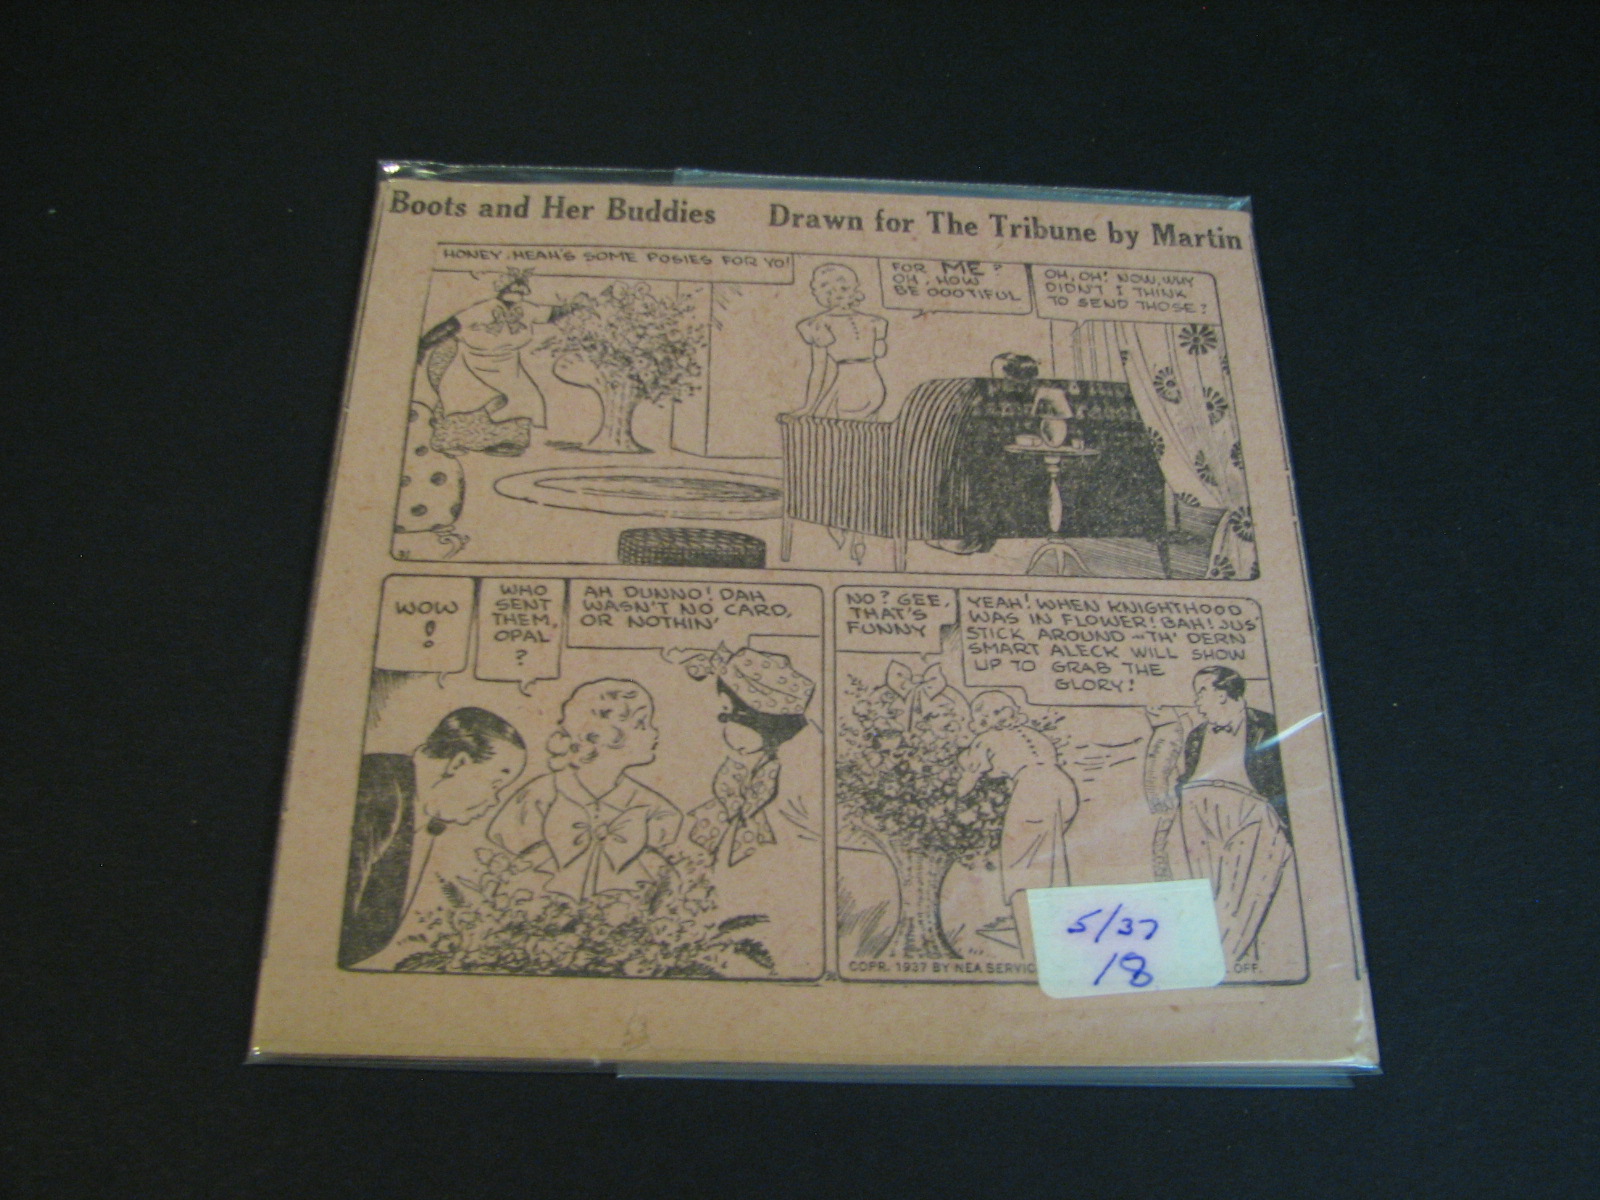 Boots and Her Buddies Drawn for The Tribune by Martin
HONEY, HEAH'S SOME POSIES FOR YO!
FOR ME?
OH, HOW
BE OOOTIFUL
OH, OH! NOW, WHY
DIDN'T I THINK
TO SEND THOSE?
WOW
!
WHO
SENT
THEM,
OPAL
?
AH DUNNO! DAH
WASN'T NO CARD,
OR NOTHIN'
NO? GEE,
THAT'S
FUNNY
YEAH! WHEN KNIGHTHOOD
WAS IN FLOWER! BAH! JUS'
STICK AROUND - TH' DERN
SMART ALECK WILL SHOW
UP TO GRAB THE
GLORY!
COPR. 1937 BY NEA SERVIC OFF.
5/37
18